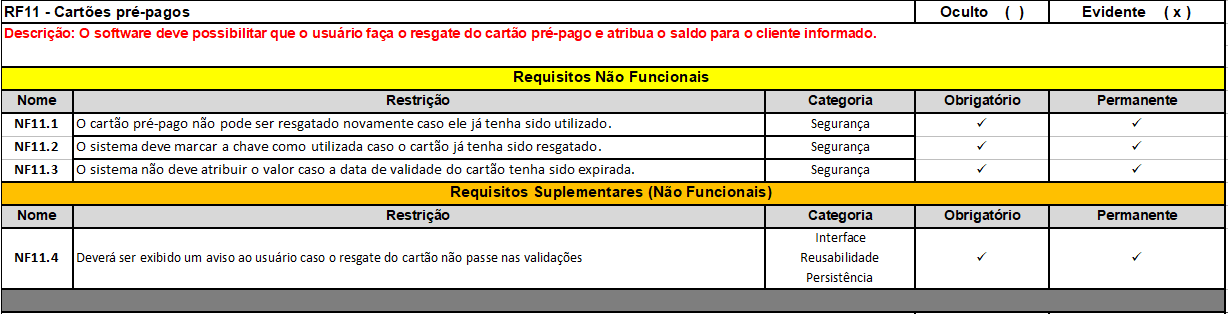 RF11 - Cartões pré-pagos Oculto ( ) Evidente ( x )
Descrição: O software deve possibilitar que o usuário faça o resgate do cartão pré-pago e atribua o saldo para o cliente informado.
Requisitos Não Funcionais
Nome Restrição Categoria Obrigatório Permanente
NF11.1 O cartão pré-pago não pode ser resgatado novamente caso ele já tenha sido utilizado. Segurança ✓ ✓
NF11.2 O sistema deve marcar a chave como utilizada caso o cartão já tenha sido resgatado. Segurança ✓ ✓
NF11.3 O sistema não deve atribuir o valor caso a data de validade do cartão tenha sido expirada. Segurança ✓ ✓
Requisitos Suplementares (Não Funcionais)
Nome Restrição Categoria Obrigatório Permanente
NF11.4 Deverá ser exibido um aviso ao usuário caso o resgate do cartão não passe nas validações Interface
Reusabilidade ✓ ✓
Persistência